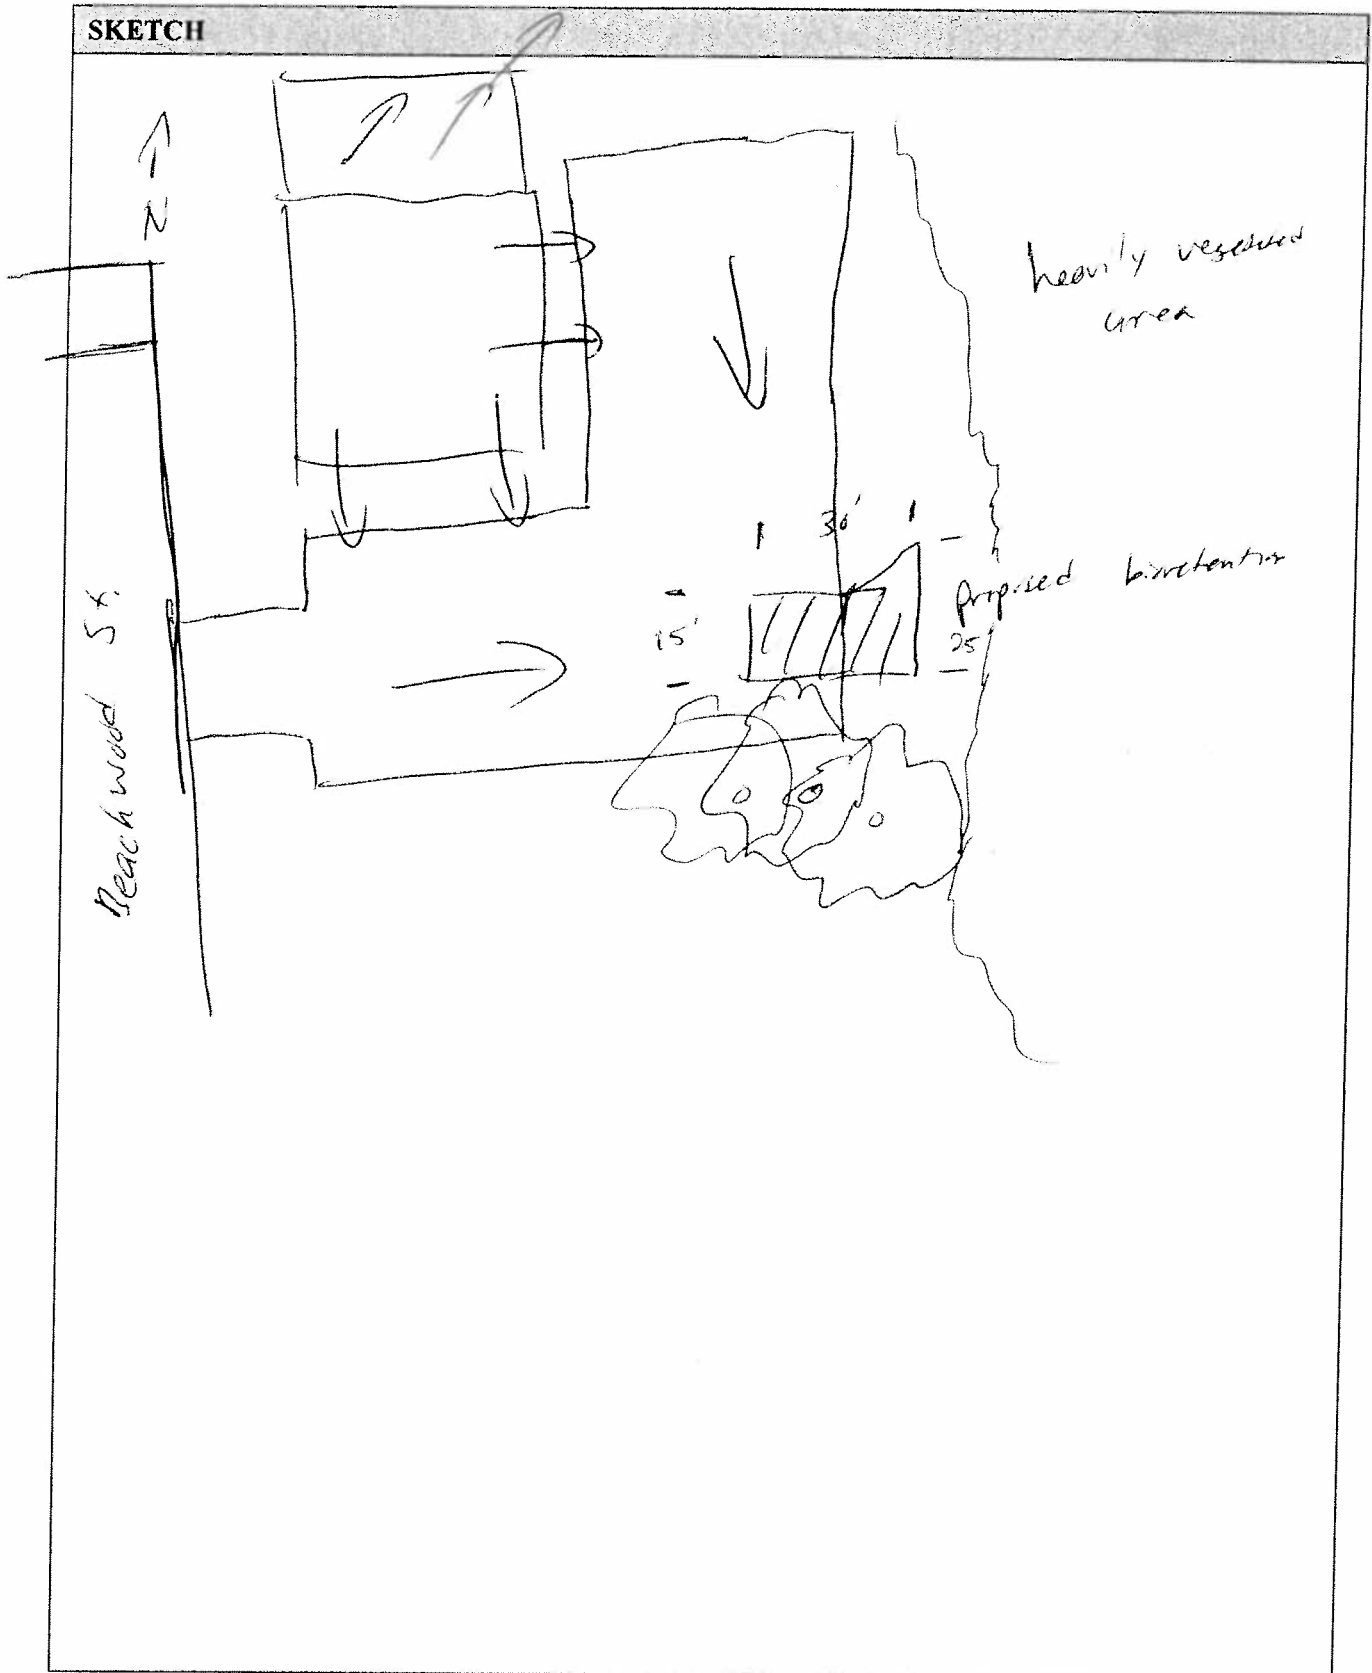 SKETCH
N
heavily vegetated
area
30'
Proposed bioretention
15'
25'
Beachwood St.